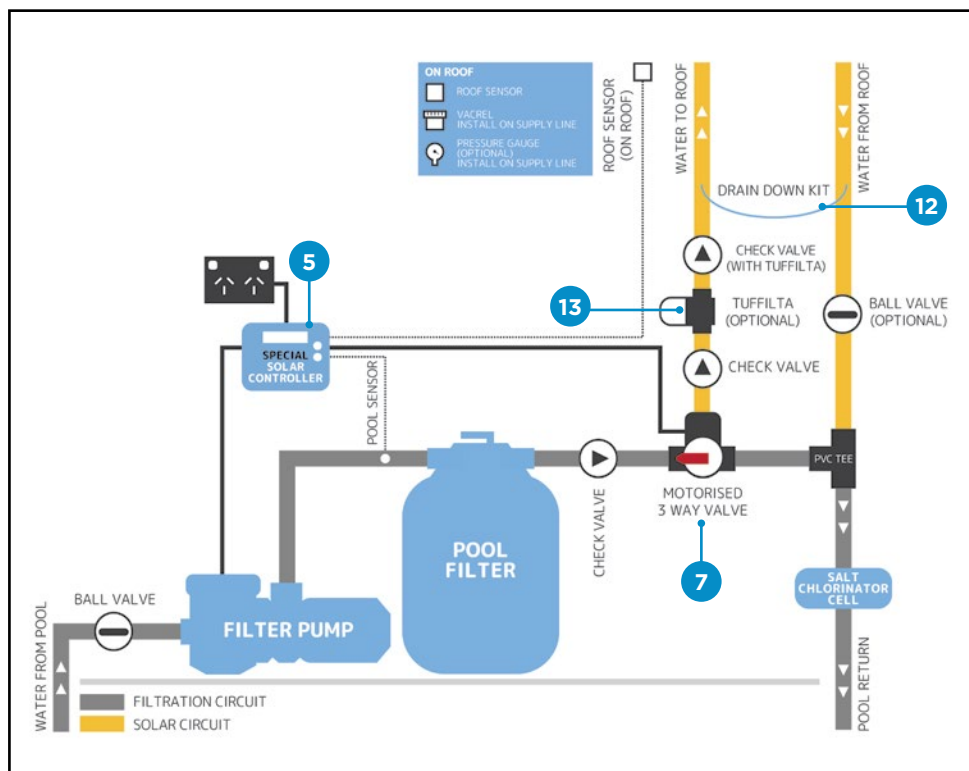 ON ROOF
ROOF SENSOR
VACREL
INSTALL ON SUPPLY LINE
PRESSURE GAUGE
(OPTIONAL)
INSTALL ON SUPPLY LINE
ROOF SENSOR
(ON ROOF)
WATER TO ROOF
WATER FROM ROOF
DRAIN DOWN KIT
12
CHECK VALVE
(WITH TUFFILTA)
5
13
TUFFILTA
(OPTIONAL)
BALL VALVE
(OPTIONAL)
SPECIAL
SOLAR
CONTROLLER
CHECK VALVE
POOL SENSOR
PVC TEE
CHECK VALVE
MOTORISED
3 WAY VALVE
POOL
FILTER
7
SALT
CHLORINATOR
CELL
BALL VALVE
FILTER PUMP
WATER FROM POOL
POOL RETURN
FILTRATION CIRCUIT
SOLAR CIRCUIT